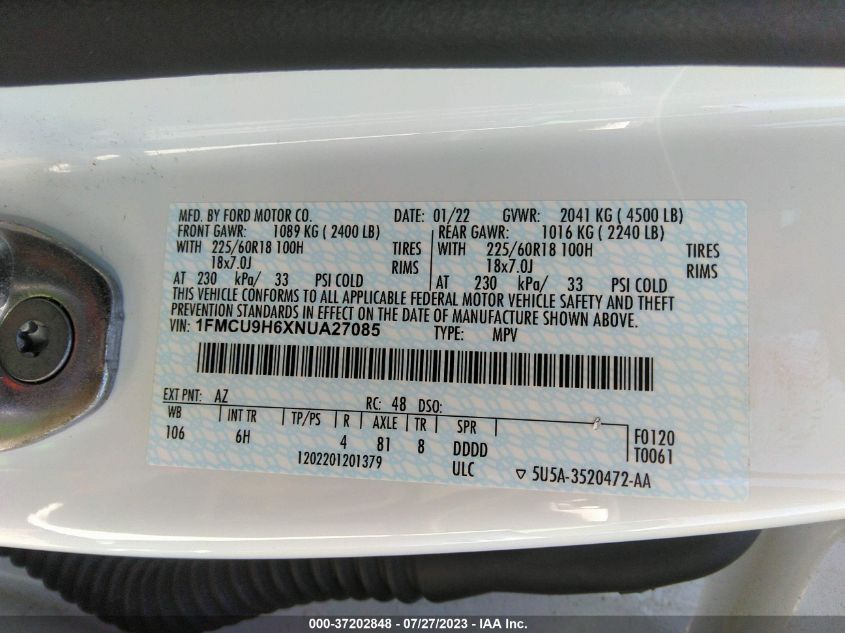 MFD. BY FORD MOTOR CO. DATE: 01/22 GVWR: 2041 KG ( 4500 LB)
FRONT GAWR: 1089 KG ( 2400 LB) REAR GAWR: 1016 KG ( 2240 LB)
WITH 225/60R18 100H TIRES WITH 225/60R18 100H TIRES
18x7.0J RIMS 18x7.0J RIMS
AT 230 kPa/ 33 PSI COLD AT 230 kPa/ 33 PSI COLD
THIS VEHICLE CONFORMS TO ALL APPLICABLE FEDERAL MOTOR VEHICLE SAFETY AND THEFT
PREVENTION STANDARDS IN EFFECT ON THE DATE OF MANUFACTURE SHOWN ABOVE.
VIN: 1FMCU9H6XNUA27085 TYPE: MPV
EXT PNT: AZ RC: 48 DSO:
WB INT TR TP/PS R AXLE TR SPR
106 6H 4 81 8 DDDD F0120
1202201201379 ULC T0061
▽ 5U5A-3520472-AA
000-37202848 - 07/27/2023 - IAA Inc.